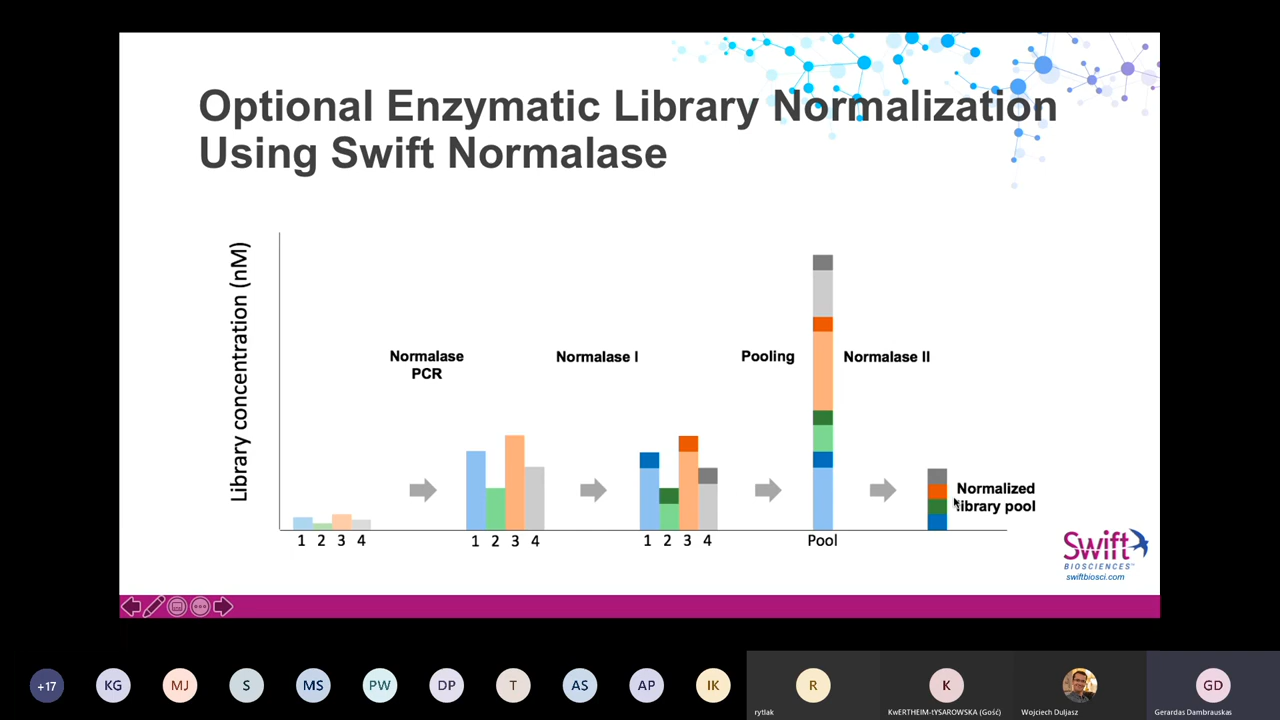 Optional Enzymatic Library Normalization
Using Swift Normalase
Library concentration (nM)
Normalase
PCR
Normalase I
Pooling
Normalase II
Normalized
library pool
1 2 3 4
1 2 3 4
1 2 3 4
Pool
Swift
BIOSCIENCES™
swiftbiosci.com
+17
KG
MJ
S
MS
PW
DP
T
AS
AP
IK
R
K
GD
rytlak
KwERTHEIM-tYSAROWSKA (Gość)
Wojciech Duljasz
Gerardas Dambrauskas